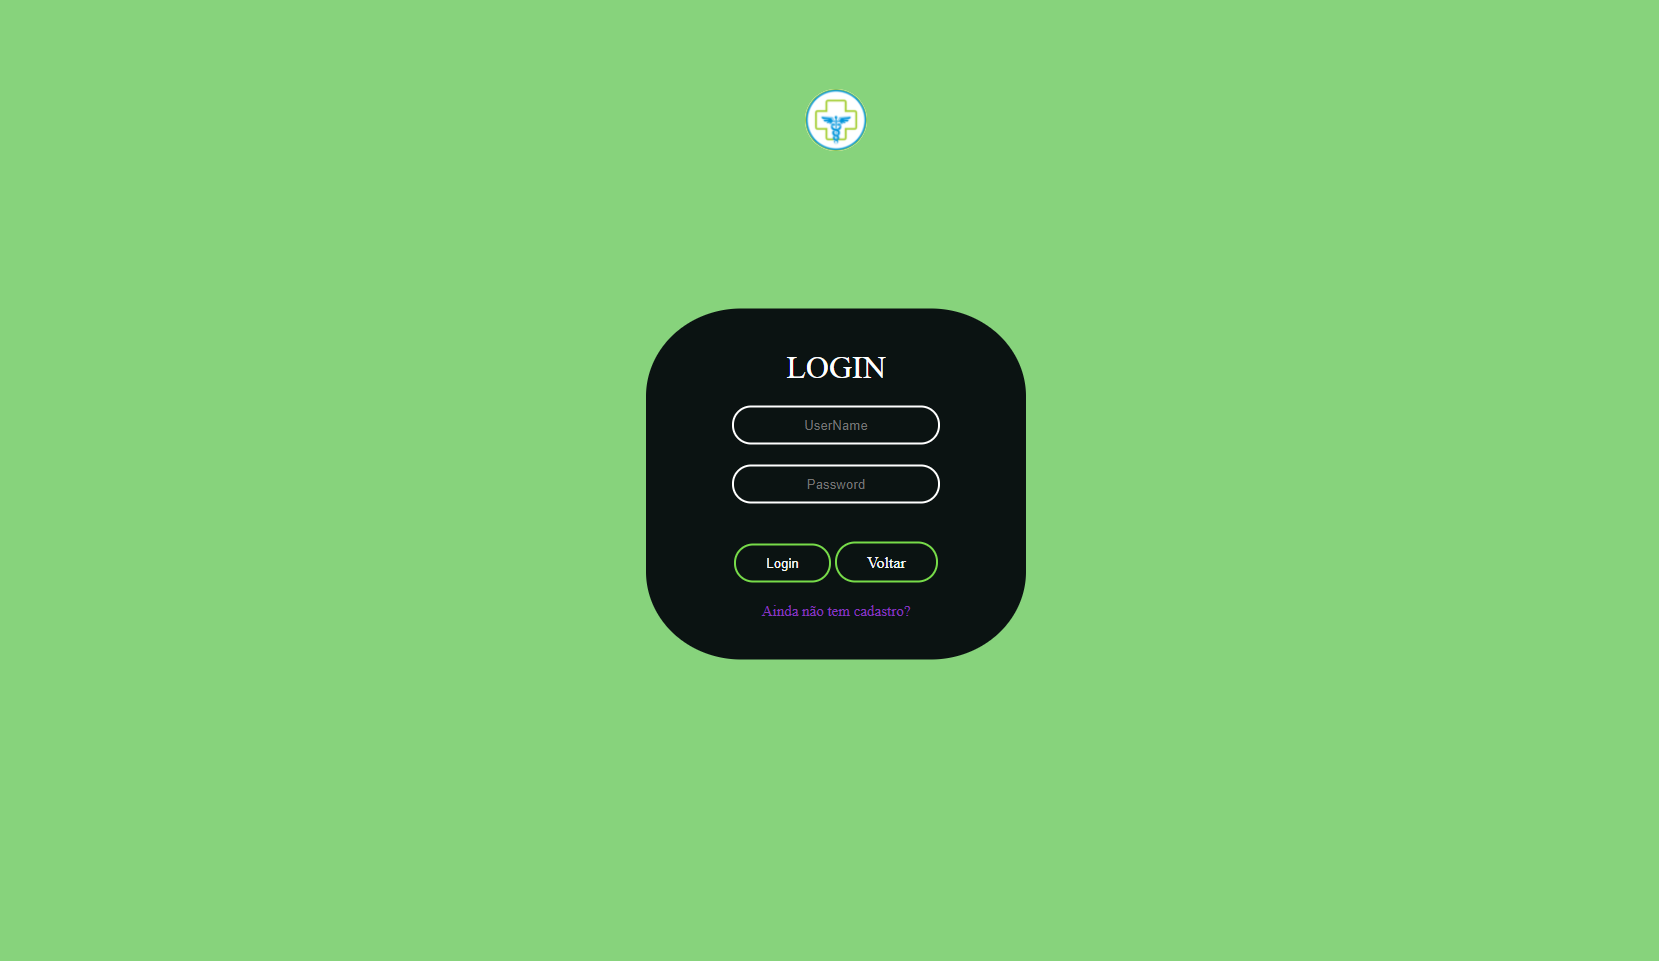 LOGIN
UserName
Password
Login Voltar
Ainda não tem cadastro?